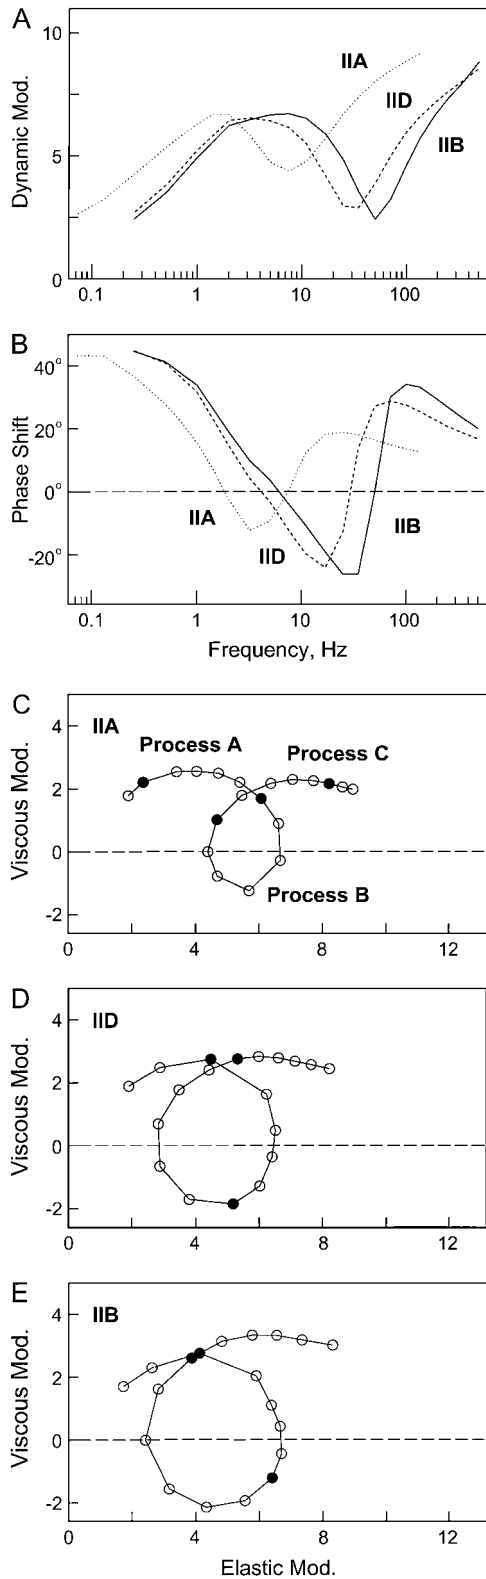 A
10
5
0
Dynamic Mod.
IIA
IID
IIB
0.1 1 10 100
B
40°
20°
0°
-20°
Phase Shift
IIA
IID
IIB
0.1 1 10 100
Frequency, Hz
C
IIA
Process A
Process C
Process B
4
2
0
-2
Viscous Mod.
0 4 8 12
D
IID
4
2
0
-2
Viscous Mod.
0 4 8 12
E
IIB
4
2
0
-2
Viscous Mod.
0 4 8 12
Elastic Mod.